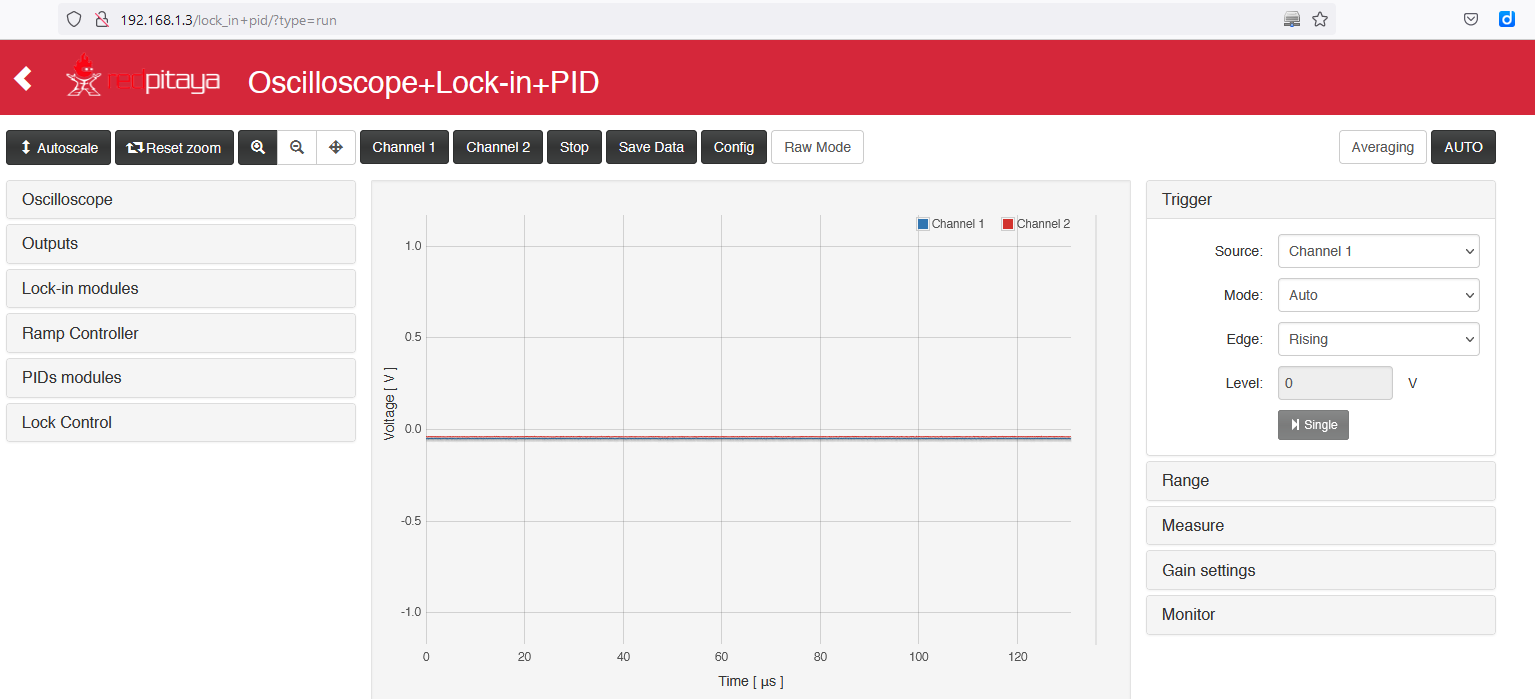 192.168.1.3/lock_in+pid/?type=run
redpitaya Oscilloscope+Lock-in+PID
Autoscale Reset zoom Channel 1 Channel 2 Stop Save Data Config Raw Mode Averaging AUTO
Oscilloscope
Outputs
Lock-in modules
Ramp Controller
PIDs modules
Lock Control
Channel 1 Channel 2
1.0
0.5
0.0
-0.5
-1.0
Voltage [ V ]
0 20 40 60 80 100 120
Time [ µs ]
Trigger
Source: Channel 1
Mode: Auto
Edge: Rising
Level: 0 V
Single
Range
Measure
Gain settings
Monitor